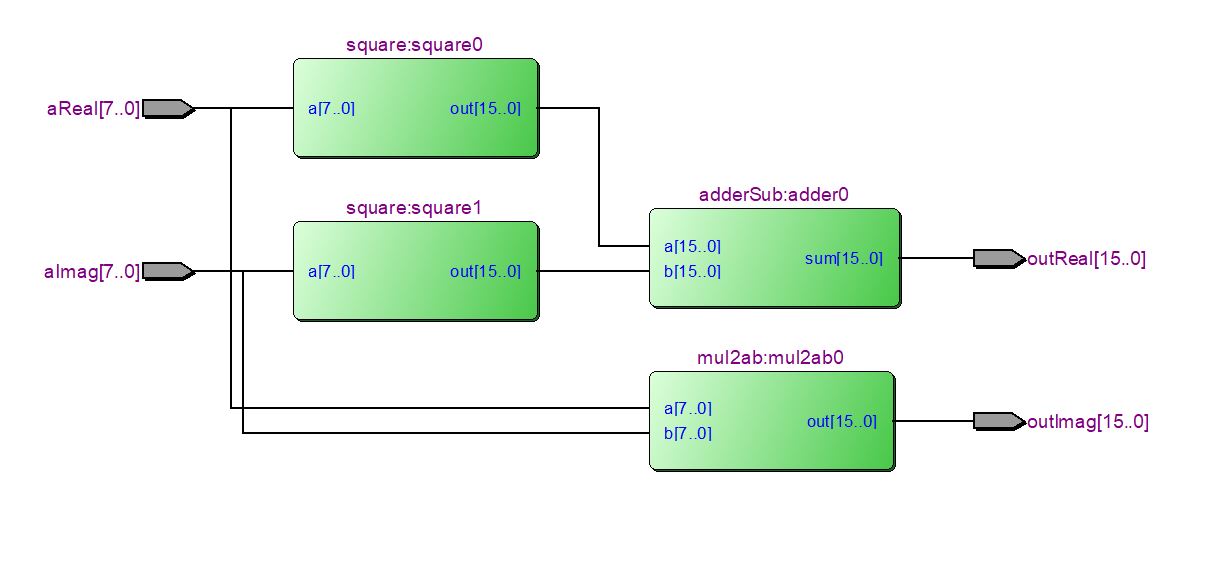 square:square0
aReal[7..0]
a[7..0]
out[15..0]
square:square1
aImag[7..0]
a[7..0]
out[15..0]
adderSub:adder0
a[15..0]
b[15..0]
sum[15..0]
outReal[15..0]
mul2ab:mul2ab0
a[7..0]
b[7..0]
out[15..0]
outImag[15..0]